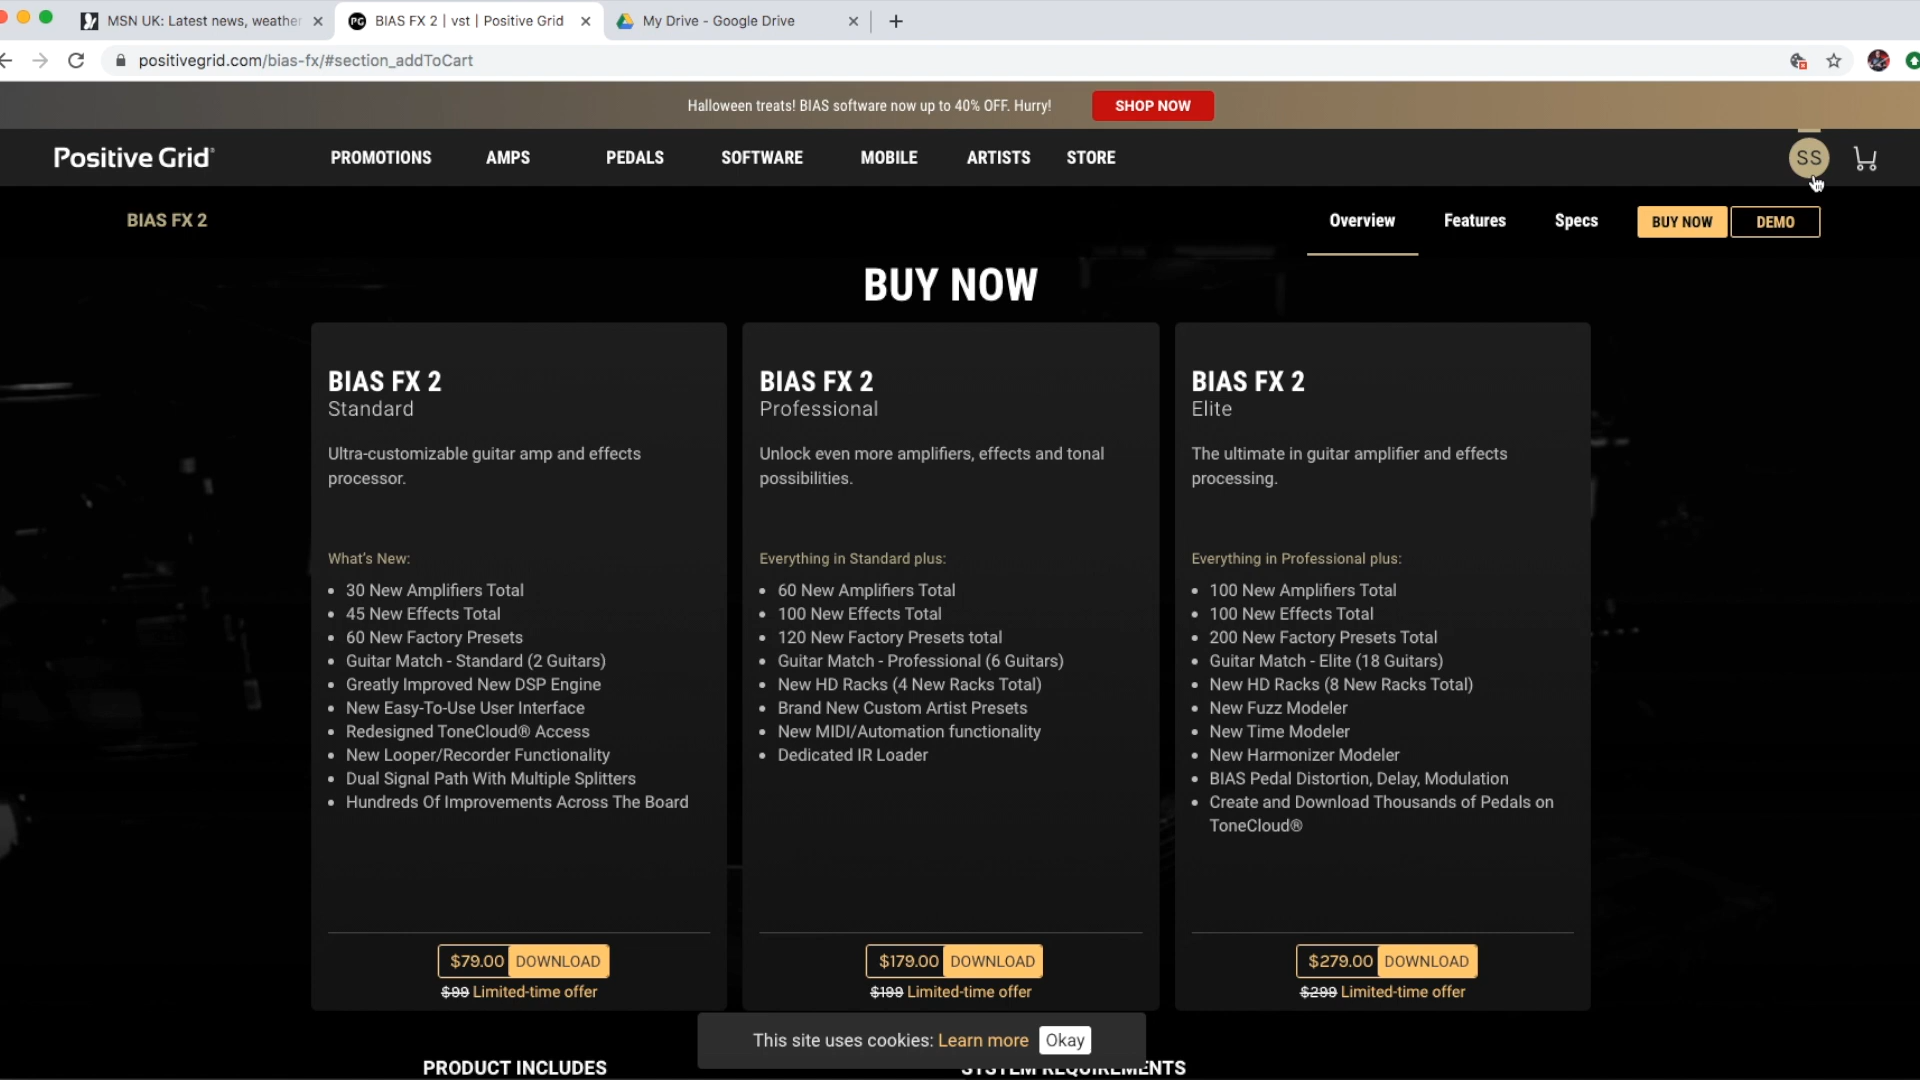 MSN UK: Latest news, weather
BIAS FX 2 | vst | Positive Grid
My Drive - Google Drive
positivegrid.com/bias-fx/#section_addToCart
Halloween treats! BIAS software now up to 40% OFF. Hurry!
SHOP NOW
Positive Grid
PROMOTIONS
AMPS
PEDALS
SOFTWARE
MOBILE
ARTISTS
STORE
SS
BIAS FX 2
Overview
Features
Specs
BUY NOW
DEMO
BUY NOW
BIAS FX 2
Standard
Ultra-customizable guitar amp and effects
processor.
What's New:
• 30 New Amplifiers Total
• 45 New Effects Total
• 60 New Factory Presets
• Guitar Match - Standard (2 Guitars)
• Greatly Improved New DSP Engine
• New Easy-To-Use User Interface
• Redesigned ToneCloud® Access
• New Looper/Recorder Functionality
• Dual Signal Path With Multiple Splitters
• Hundreds Of Improvements Across The Board
$79.00 DOWNLOAD
$99 Limited-time offer
BIAS FX 2
Professional
Unlock even more amplifiers, effects and tonal
possibilities.
Everything in Standard plus:
• 60 New Amplifiers Total
• 100 New Effects Total
• 120 New Factory Presets total
• Guitar Match - Professional (6 Guitars)
• New HD Racks (4 New Racks Total)
• Brand New Custom Artist Presets
• New MIDI/Automation functionality
• Dedicated IR Loader
$179.00 DOWNLOAD
$199 Limited-time offer
BIAS FX 2
Elite
The ultimate in guitar amplifier and effects
processing.
Everything in Professional plus:
• 100 New Amplifiers Total
• 100 New Effects Total
• 200 New Factory Presets Total
• Guitar Match - Elite (18 Guitars)
• New HD Racks (8 New Racks Total)
• New Fuzz Modeler
• New Time Modeler
• New Harmonizer Modeler
• BIAS Pedal Distortion, Delay, Modulation
• Create and Download Thousands of Pedals on
ToneCloud®
$279.00 DOWNLOAD
$299 Limited-time offer
This site uses cookies: Learn more Okay
PRODUCT INCLUDES
SYSTEM REQUIREMENTS